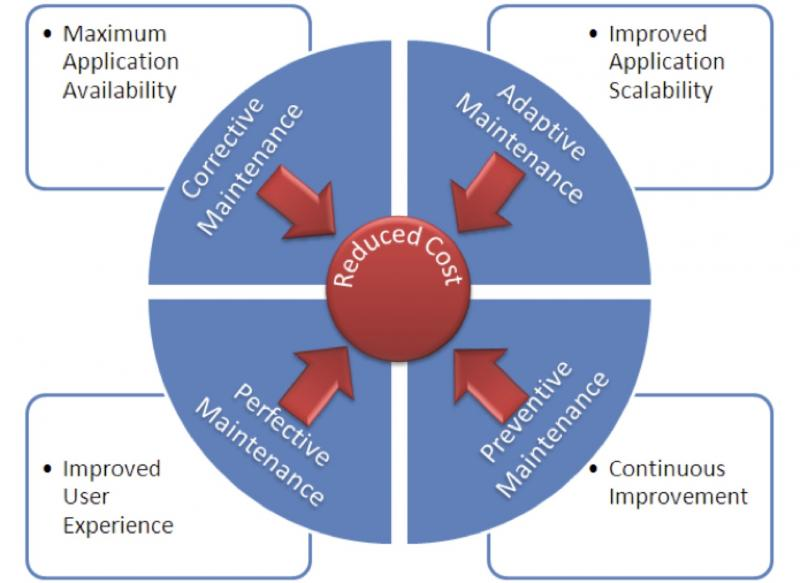 • Maximum
Application
Availability
• Improved
Application
Scalability
Corrective
Maintenance
Adaptive
Maintenance
Reduced Cost
Perfective
Maintenance
Preventive
Maintenance
• Improved
User
Experience
• Continuous
Improvement